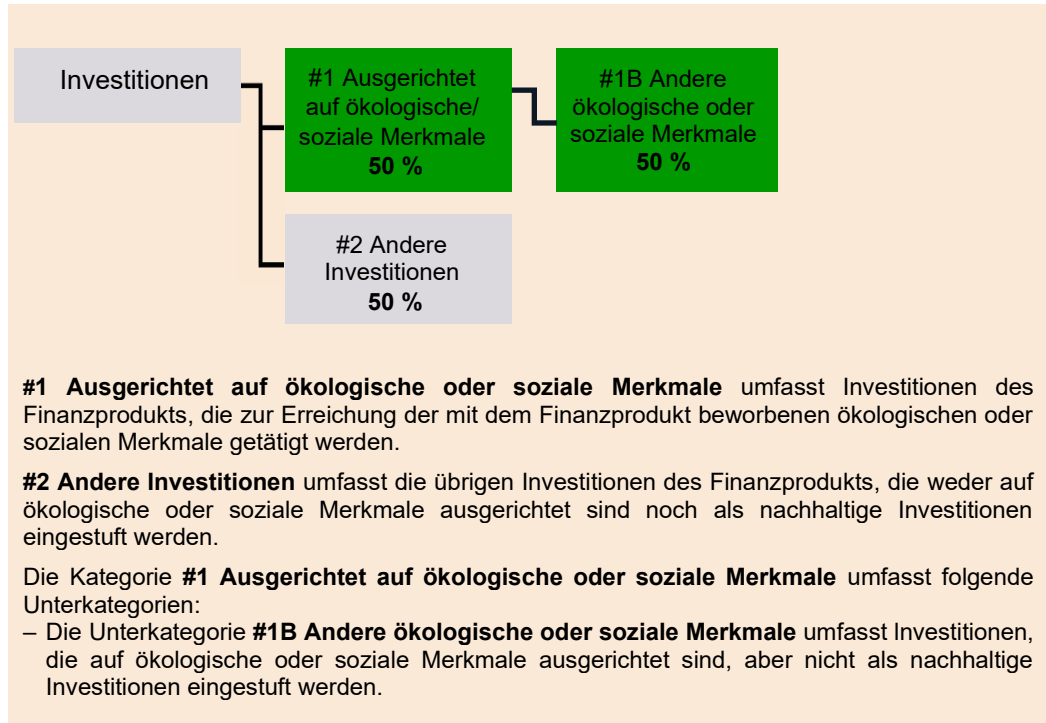 Investitionen
#1 Ausgerichtet
auf ökologische/
soziale Merkmale
50 %
#1B Andere
ökologische oder
soziale Merkmale
50 %
#2 Andere
Investitionen
50 %
#1 Ausgerichtet auf ökologische oder soziale Merkmale umfasst Investitionen des
Finanzprodukts, die zur Erreichung der mit dem Finanzprodukt beworbenen ökologischen oder
sozialen Merkmale getätigt werden.
#2 Andere Investitionen umfasst die übrigen Investitionen des Finanzprodukts, die weder auf
ökologische oder soziale Merkmale ausgerichtet sind noch als nachhaltige Investitionen
eingestuft werden.
Die Kategorie #1 Ausgerichtet auf ökologische oder soziale Merkmale umfasst folgende
Unterkategorien:
– Die Unterkategorie #1B Andere ökologische oder soziale Merkmale umfasst Investitionen,
die auf ökologische oder soziale Merkmale ausgerichtet sind, aber nicht als nachhaltige
Investitionen eingestuft werden.